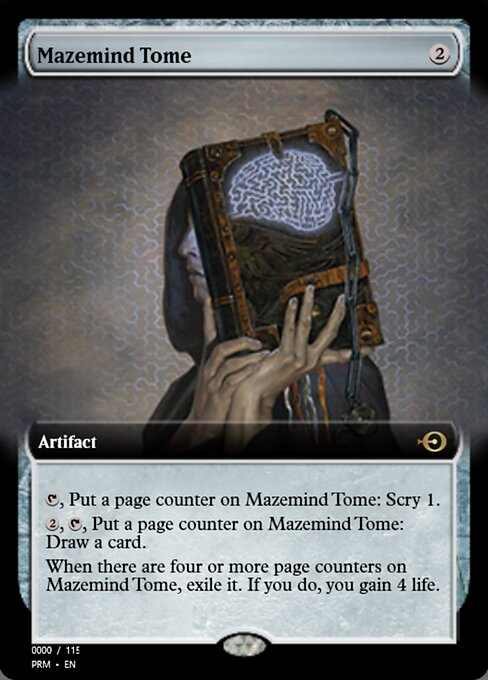 Mazemind Tome 2
Artifact
, Put a page counter on Mazemind Tome: Scry 1.
2, , Put a page counter on Mazemind Tome:
Draw a card.
When there are four or more page counters on
Mazemind Tome, exile it. If you do, you gain 4 life.
0000 / 115
PRM • EN